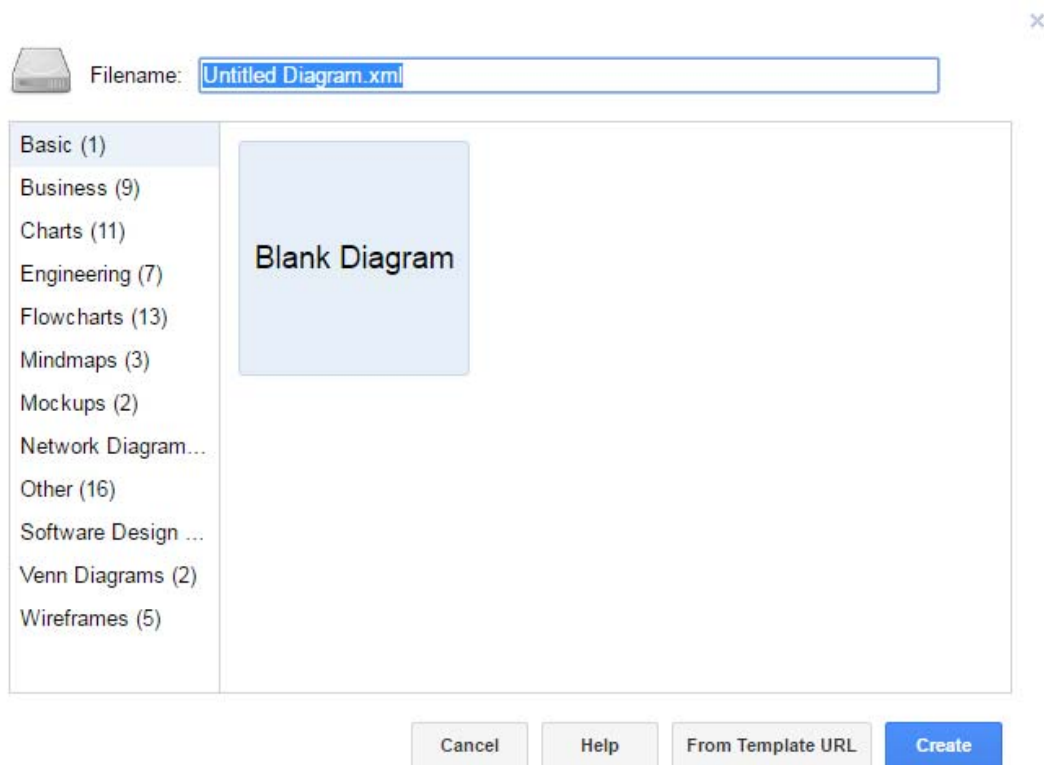 ×
Filename: Untitled Diagram.xml
Basic (1)
Business (9)
Charts (11)
Engineering (7)
Flowcharts (13)
Mindmaps (3)
Mockups (2)
Network Diagram...
Other (16)
Software Design ...
Venn Diagrams (2)
Wireframes (5)
Blank Diagram
Cancel Help From Template URL Create